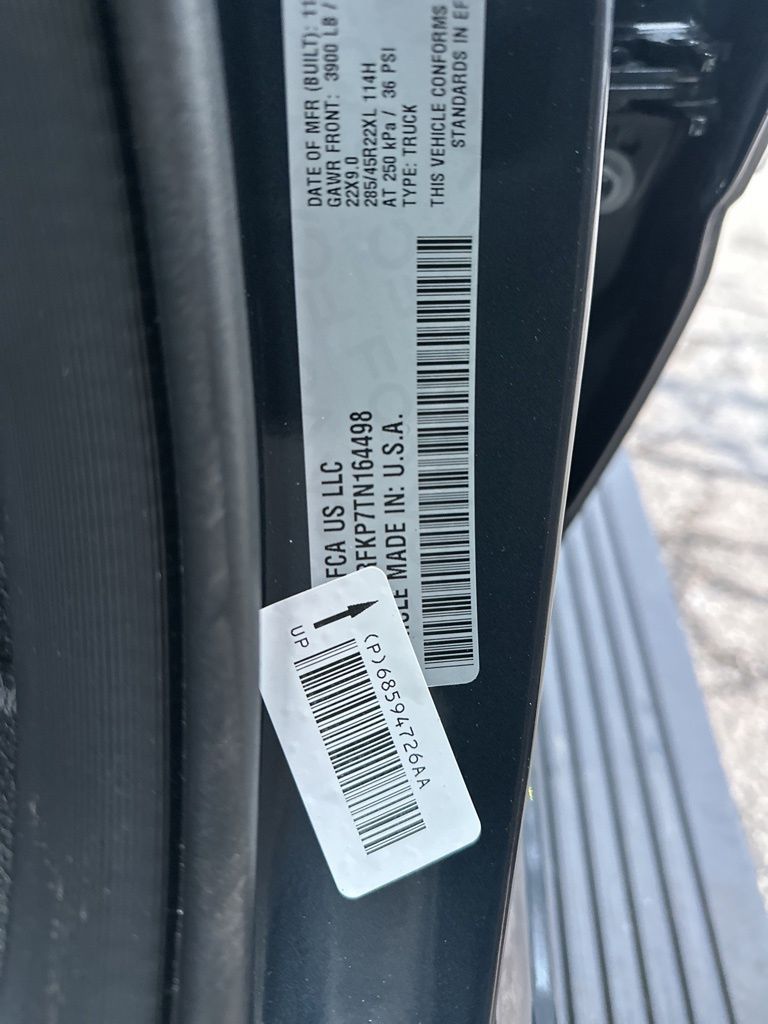 DATE OF MFR (BUILT): 11
GAWR FRONT: 3900 LB /
22X9.0
285/45R22XL 114H
AT 250 kPa / 36 PSI
TYPE: TRUCK
THIS VEHICLE CONFORMS
STANDARDS IN EF
FCA US LLC
FKP7TN164498
MADE IN: U.S.A.
UP
(P)68594726AA